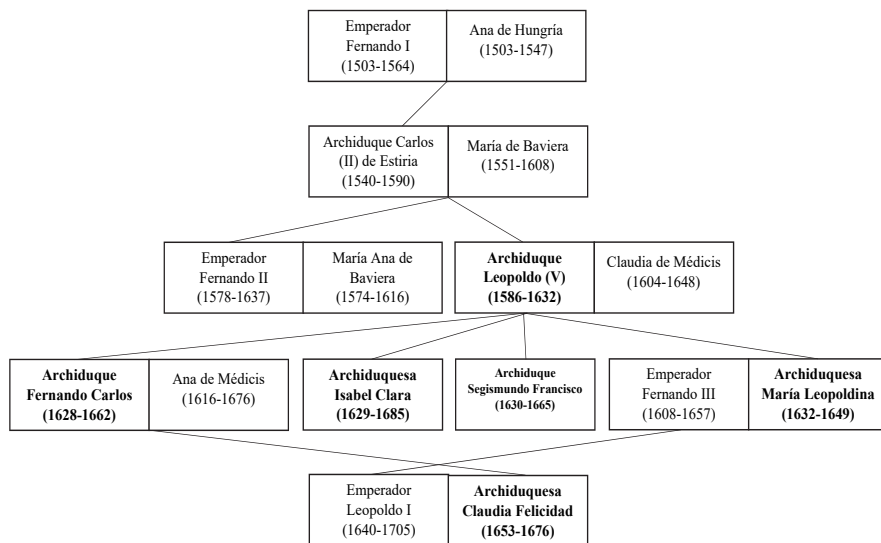 Emperador
Fernando I
(1503-1564)
Ana de Hungría
(1503-1547)
Archiduque Carlos
(II) de Estiria
(1540-1590)
María de Baviera
(1551-1608)
Emperador
Fernando II
(1578-1637)
María Ana de
Baviera
(1574-1616)
Archiduque
Leopoldo (V)
(1586-1632)
Claudia de Médicis
(1604-1648)
Archiduque
Fernando Carlos
(1628-1662)
Ana de Médicis
(1616-1676)
Archiduquesa
Isabel Clara
(1629-1685)
Archiduque
Segismundo Francisco
(1630-1665)
Emperador
Fernando III
(1608-1657)
Archiduquesa
María Leopoldina
(1632-1649)
Emperador
Leopoldo I
(1640-1705)
Archiduquesa
Claudia Felicidad
(1653-1676)